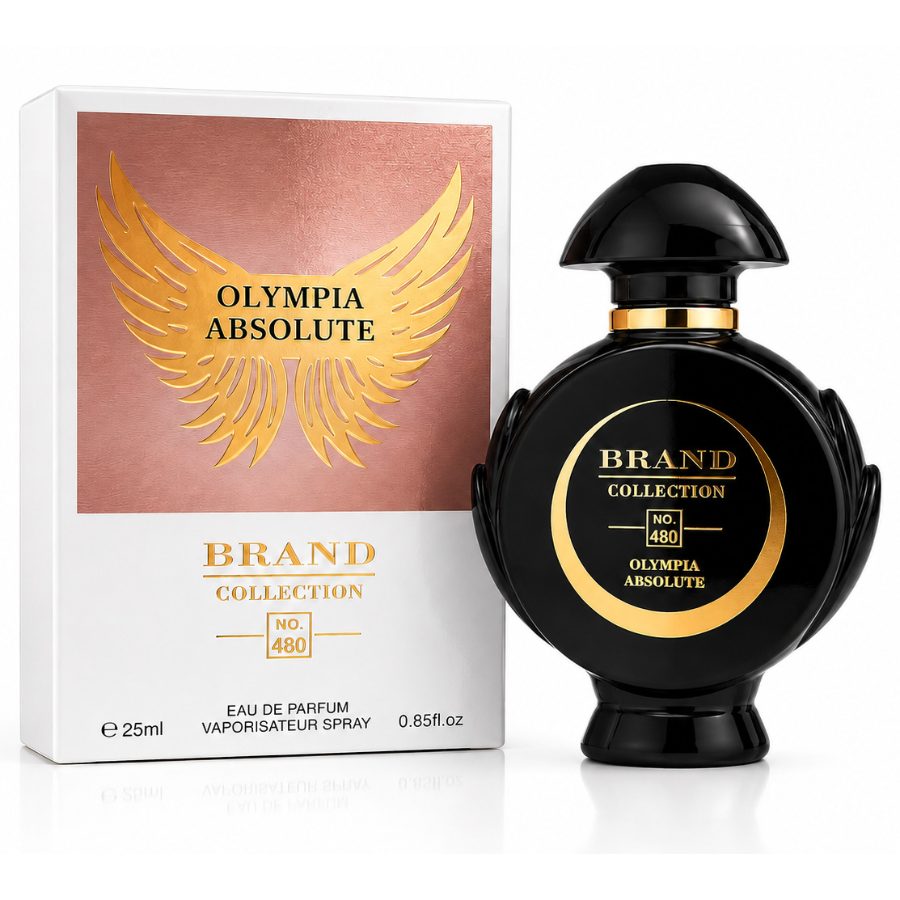 OLYMPIA
ABSOLUTE
BRAND
COLLECTION
NO.
480
℮ 25ml
EAU DE PARFUM
VAPORISATEUR SPRAY
0.85fl.oz
BRAND
COLLECTION
NO.
480
OLYMPIA
ABSOLUTE